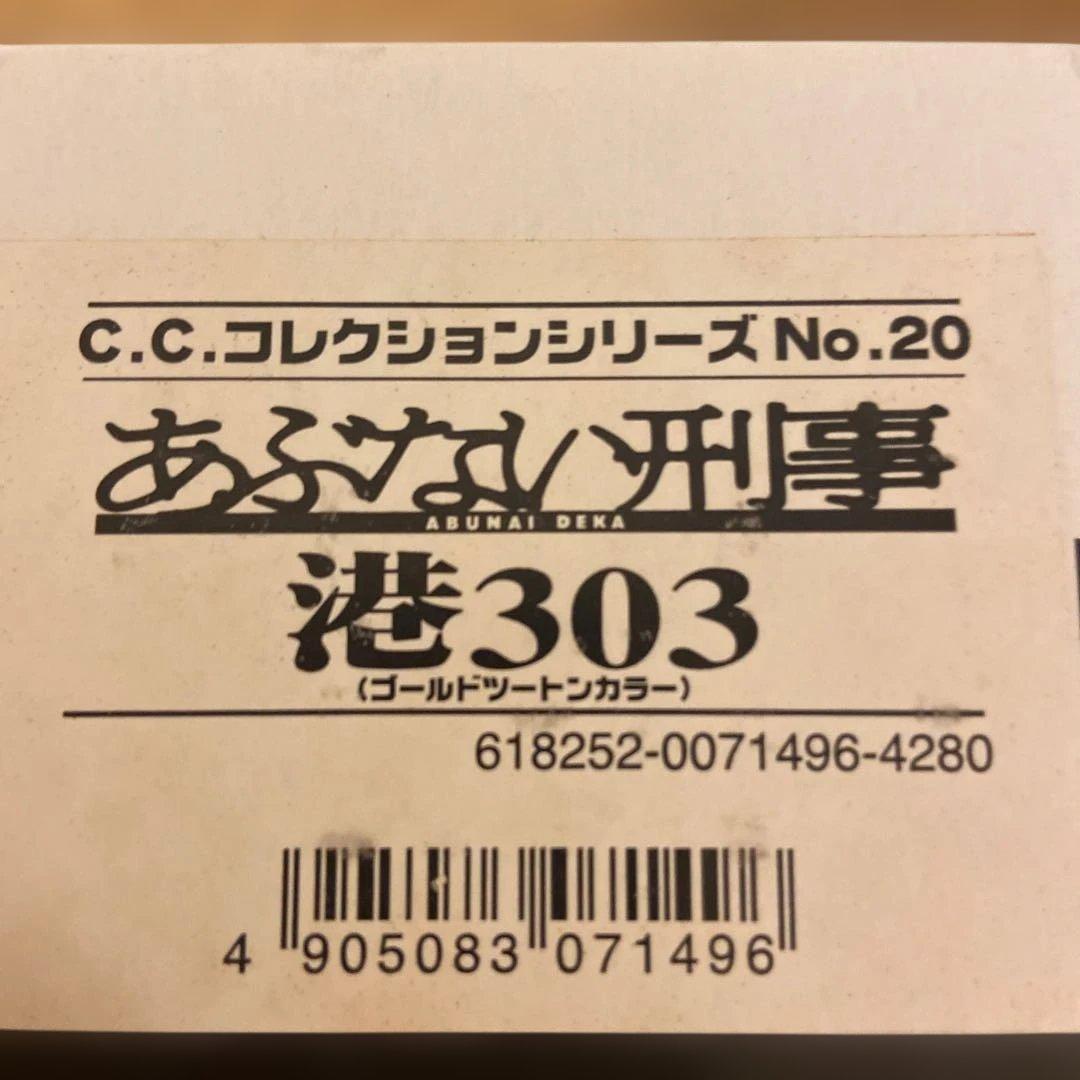 C.C.コレクションシリーズ No.20
あぶない刑事
ABUNAI DEKA
港303
(ゴールドツートンカラー)
618252-0071496-4280
4 905083 071496